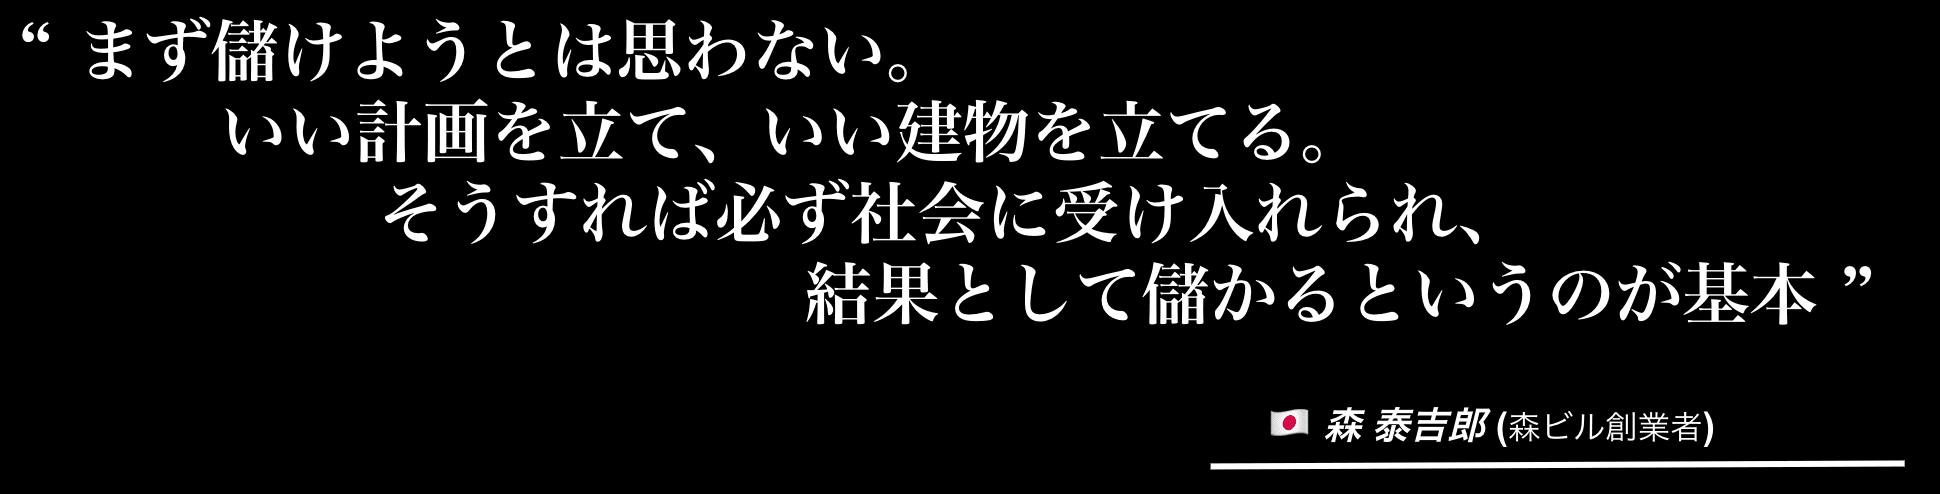 “ まず儲けようとは思わない。
いい計画を立て、いい建物を立てる。
そうすれば必ず社会に受け入れられ、
結果として儲かるというのが基本 ”
🇯🇵 森 泰吉郎 (森ビル創業者)